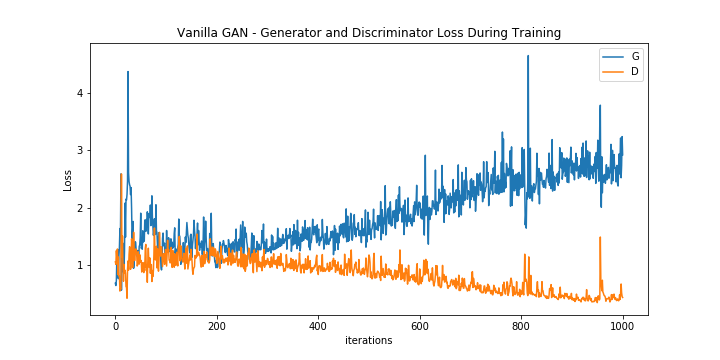 Vanilla GAN - Generator and Discriminator Loss During Training
G
D
4
3
2
1
Loss
0
200
400
600
800
1000
iterations